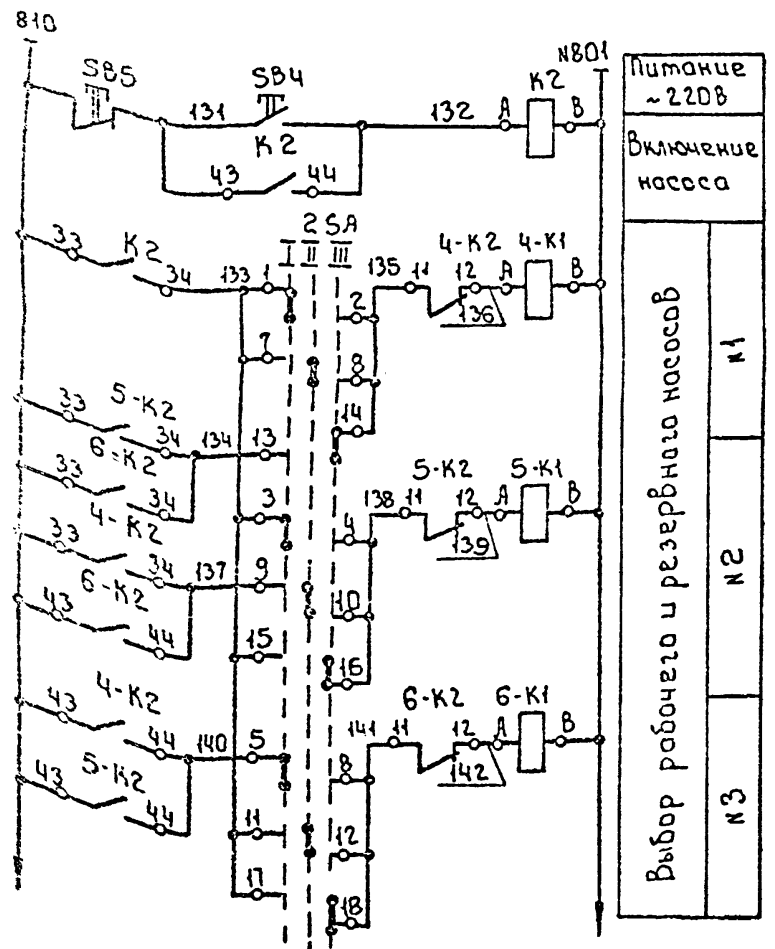 810
N801
SB5
SB4
K2
131
132
A
B
K2
43
44
Питание
~ 220В
Включение
насоса
2 SA
I II III
33
K2
34
133
1
2
135
11
4-K2
12
136
A
4-K1
B
7
8
14
33
5-K2
34
134
13
6-K2
33
34
3
4
138
11
5-K2
12
139
A
5-K1
B
4-K2
33
34
137
9
10
6-K2
43
44
15
16
4-K2
43
44
140
5
8
141
11
6-K2
12
142
A
6-K1
B
5-K2
43
44
11
12
17
18
Выбор рабочего и резервного насосов
N1
N2
N3